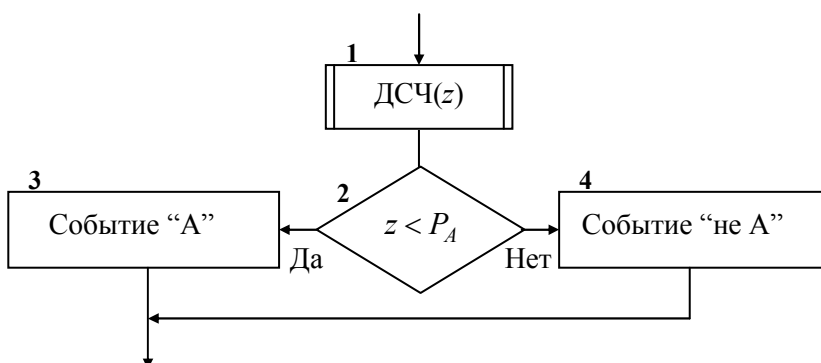 1
ДСЧ(z)
2
z < P_A
3
Событие “А”
4
Событие “не А”
Да
Нет